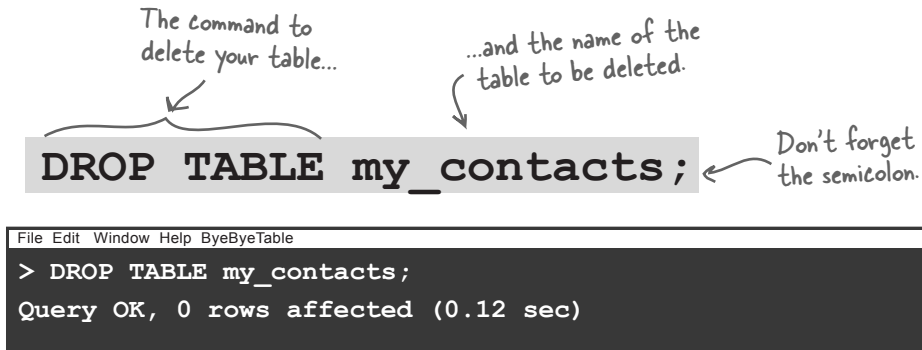 The command to
delete your table...
...and the name of the
table to be deleted.
DROP TABLE my_contacts;
Don't forget
the semicolon.
File Edit Window Help ByeByeTable
> DROP TABLE my_contacts;
Query OK, 0 rows affected (0.12 sec)